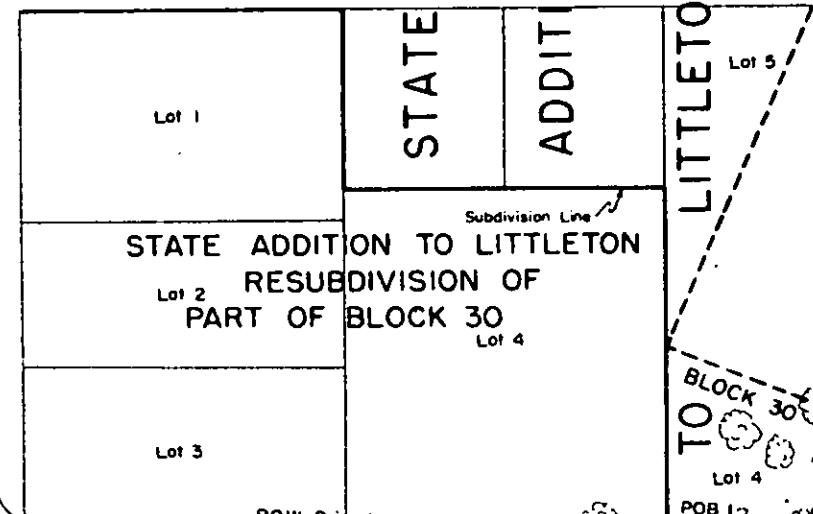 STATE
ADDITI
LITTLETO
Lot 5
Lot 1
Subdivision Line
STATE ADDITION TO LITTLETON
RESUBDIVISION OF
PART OF BLOCK 30
Lot 2
Lot 4
BLOCK 30
TO
Lot 3
Lot 4
POB